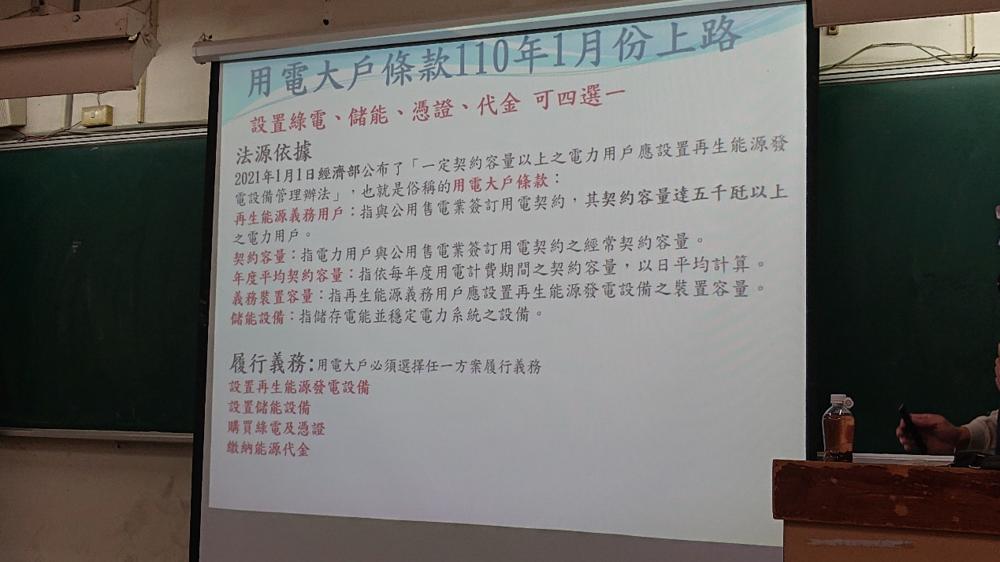 用電大戶條款110年1月份上路
設置綠電、儲能、憑證、代金 可四選一
法源依據
2021年1月1日經濟部公布了「一定契約容量以上之電力用戶應設置再生能源發
電設備管理辦法」，也就是俗稱的用電大戶條款：
再生能源義務用戶：指與公用售電業簽訂用電契約，其契約容量達五千瓩以上
之電力用戶。
契約容量：指電力用戶與公用售電業簽訂用電契約之經常契約容量。
年度平均契約容量：指依每年度用電計費期間之契約容量，以日平均計算。
義務裝置容量：指再生能源義務用戶應設置再生能源發電設備之裝置容量。
儲能設備：指儲存電能並穩定電力系統之設備。
履行義務:用電大戶必須選擇任一方案履行義務
設置再生能源發電設備
設置儲能設備
購買綠電及憑證
繳納能源代金